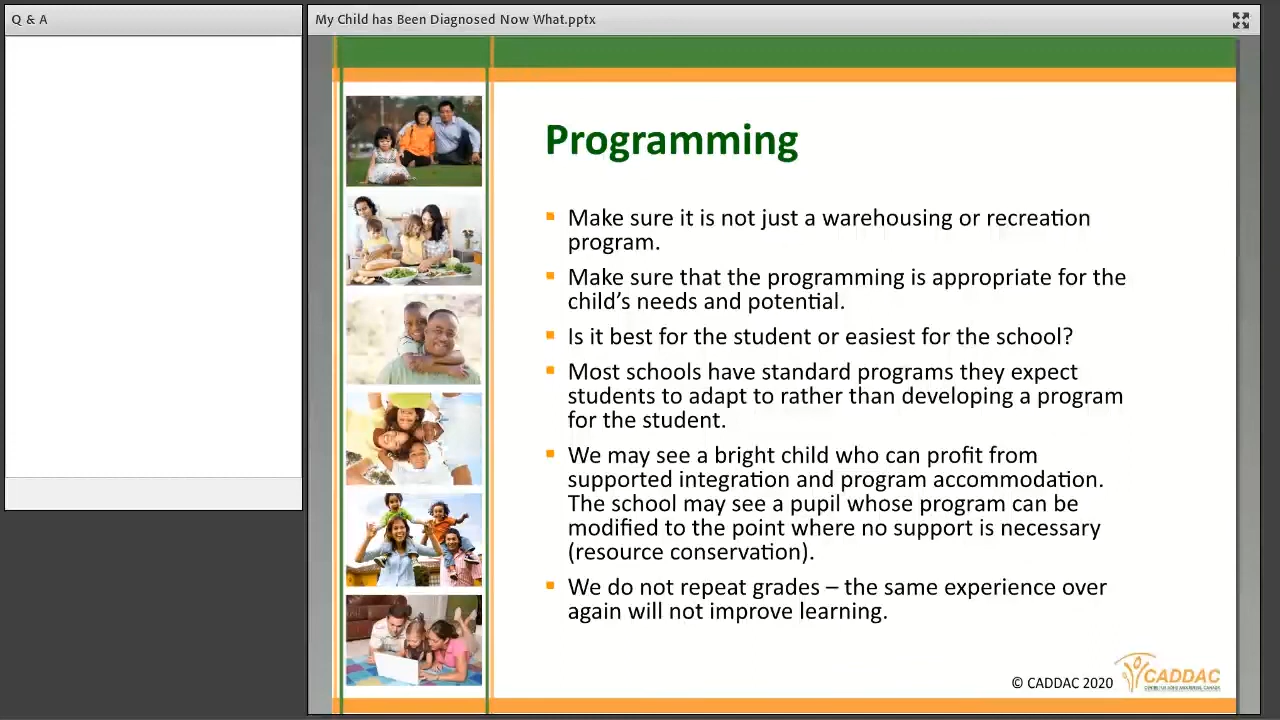 Q & A
My Child has Been Diagnosed Now What.pptx
Programming
Make sure it is not just a warehousing or recreation
program.
Make sure that the programming is appropriate for the
child’s needs and potential.
Is it best for the student or easiest for the school?
Most schools have standard programs they expect
students to adapt to rather than developing a program
for the student.
We may see a bright child who can profit from
supported integration and program accommodation.
The school may see a pupil whose program can be
modified to the point where no support is necessary
(resource conservation).
We do not repeat grades – the same experience over
again will not improve learning.
© CADDAC 2020
CADDAC